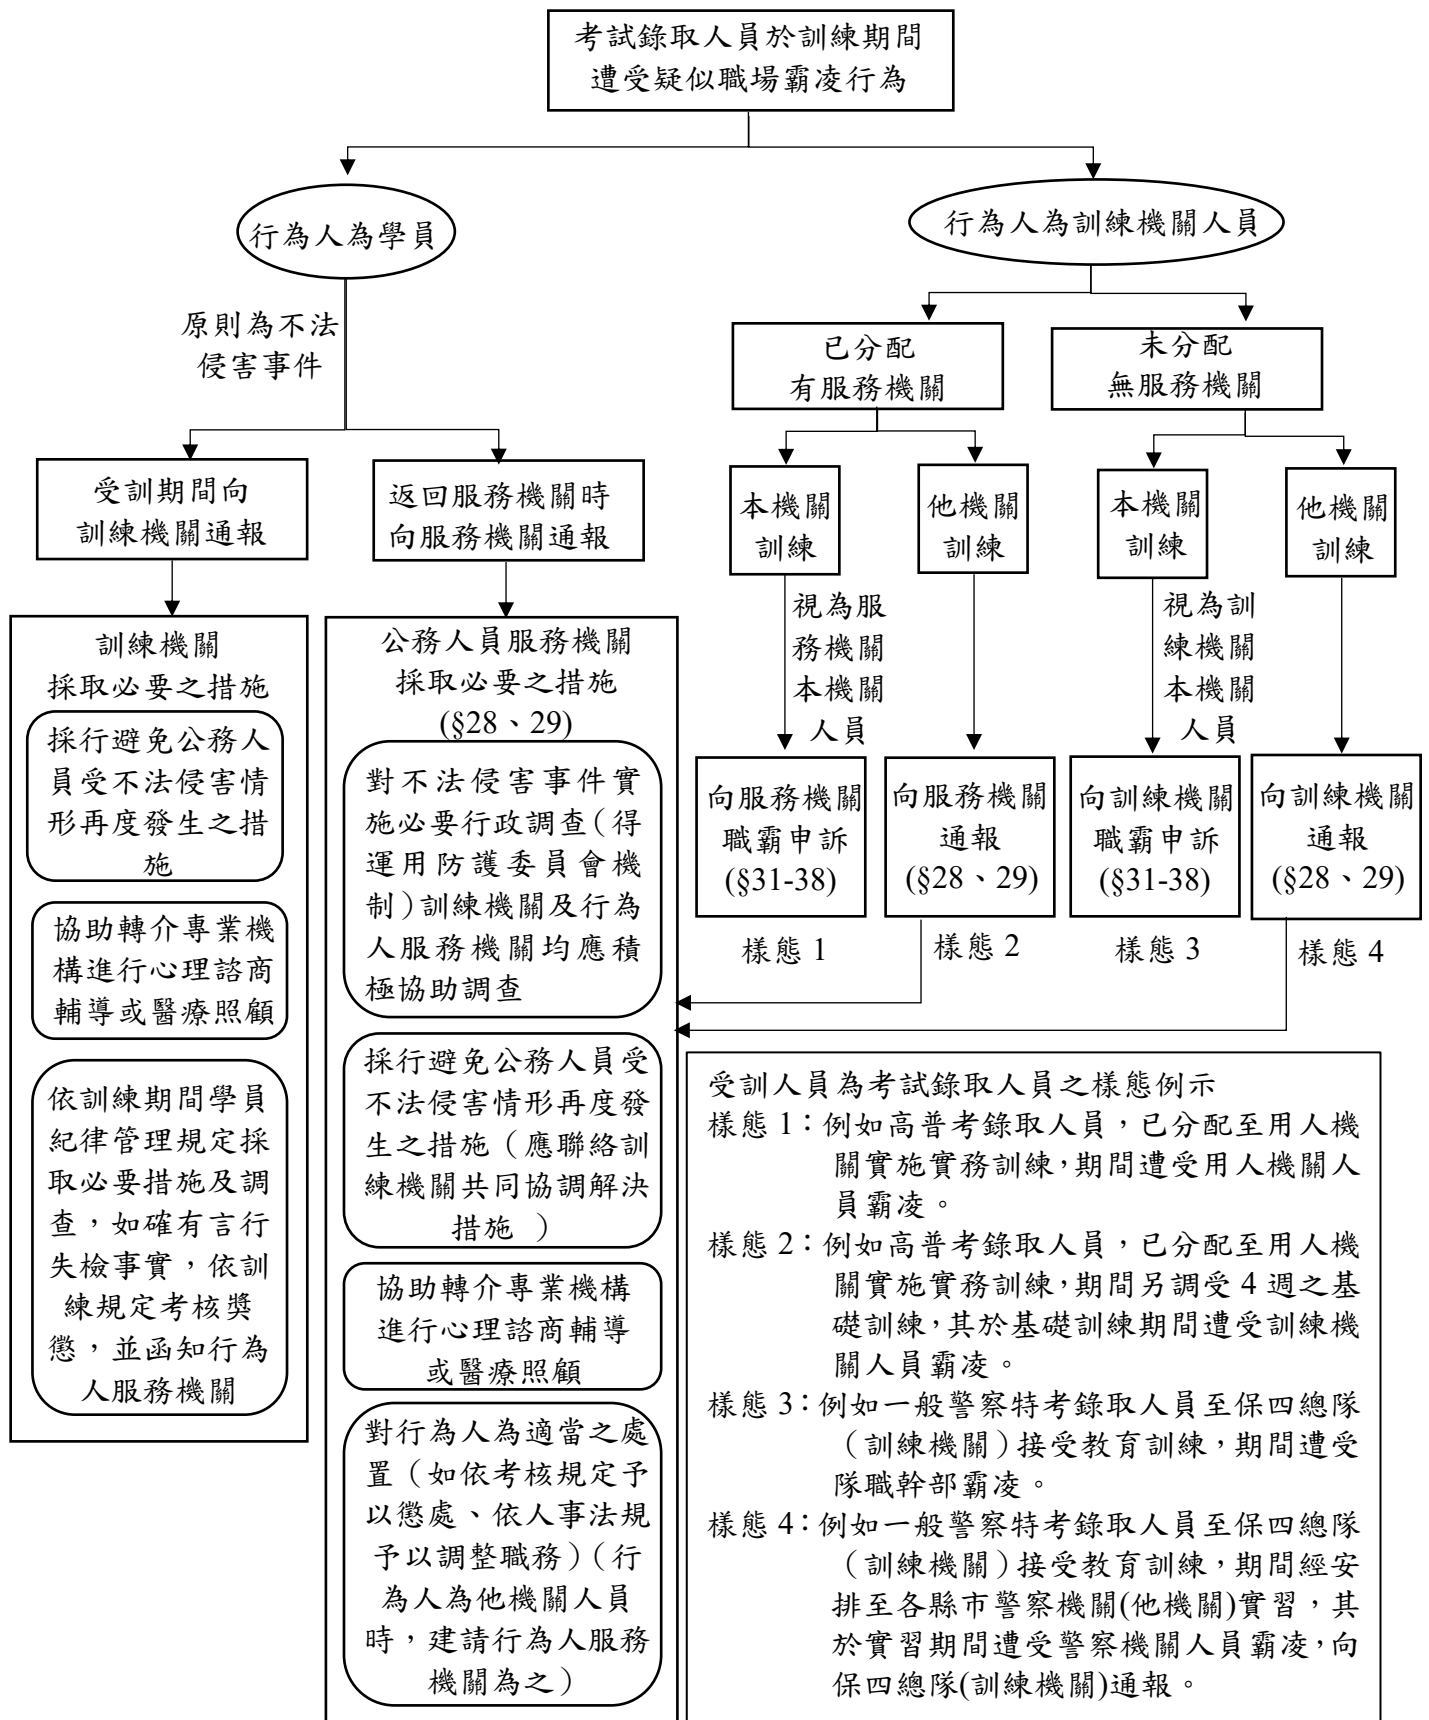 考試錄取人員於訓練期間
遭受疑似職場霸凌行為
行為人為學員
行為人為訓練機關人員
原則為不法
侵害事件
已分配
有服務機關
未分配
無服務機關
受訓期間向
訓練機關通報
返回服務機關時
向服務機關通報
本機關
訓練
他機關
訓練
本機關
訓練
他機關
訓練
視為服
務機關
本機關
人員
視為訓
練機關
本機關
人員
訓練機關
採取必要之措施
採行避免公務人
員受不法侵害情
形再度發生之措
施
協助轉介專業機
構進行心理諮商
輔導或醫療照顧
依訓練期間學員
紀律管理規定採
取必要措施及調
查，如確有言行
失檢事實，依訓
練規定考核獎
懲，並函知行為
人服務機關
公務人員服務機關
採取必要之措施
(§28、29)
對不法侵害事件實
施必要行政調查（得
運用防護委員會機
制）訓練機關及行為
人服務機關均應積
極協助調查
採行避免公務人員受
不法侵害情形再度發
生之措施（應聯絡訓
練機關共同協調解決
措施 ）
協助轉介專業機構
進行心理諮商輔導
或醫療照顧
對行為人為適當之處
置（如依考核規定予
以懲處、依人事法規
予以調整職務）（行
為人為他機關人員
時，建請行為人服務
機關為之）
向服務機關
職霸申訴
(§31-38)
向服務機關
通報
(§28、29)
向訓練機關
職霸申訴
(§31-38)
向訓練機關
通報
(§28、29)
樣態 1
樣態 2
樣態 3
樣態 4
受訓人員為考試錄取人員之樣態例示
樣態 1：例如高普考錄取人員，已分配至用人機
關實施實務訓練，期間遭受用人機關人
員霸凌。
樣態 2：例如高普考錄取人員，已分配至用人機
關實施實務訓練，期間另調受 4 週之基
礎訓練，其於基礎訓練期間遭受訓練機
關人員霸凌。
樣態 3：例如一般警察特考錄取人員至保四總隊
（訓練機關）接受教育訓練，期間遭受
隊職幹部霸凌。
樣態 4：例如一般警察特考錄取人員至保四總隊
（訓練機關）接受教育訓練，期間經安
排至各縣市警察機關(他機關)實習，其
於實習期間遭受警察機關人員霸凌，向
保四總隊(訓練機關)通報。